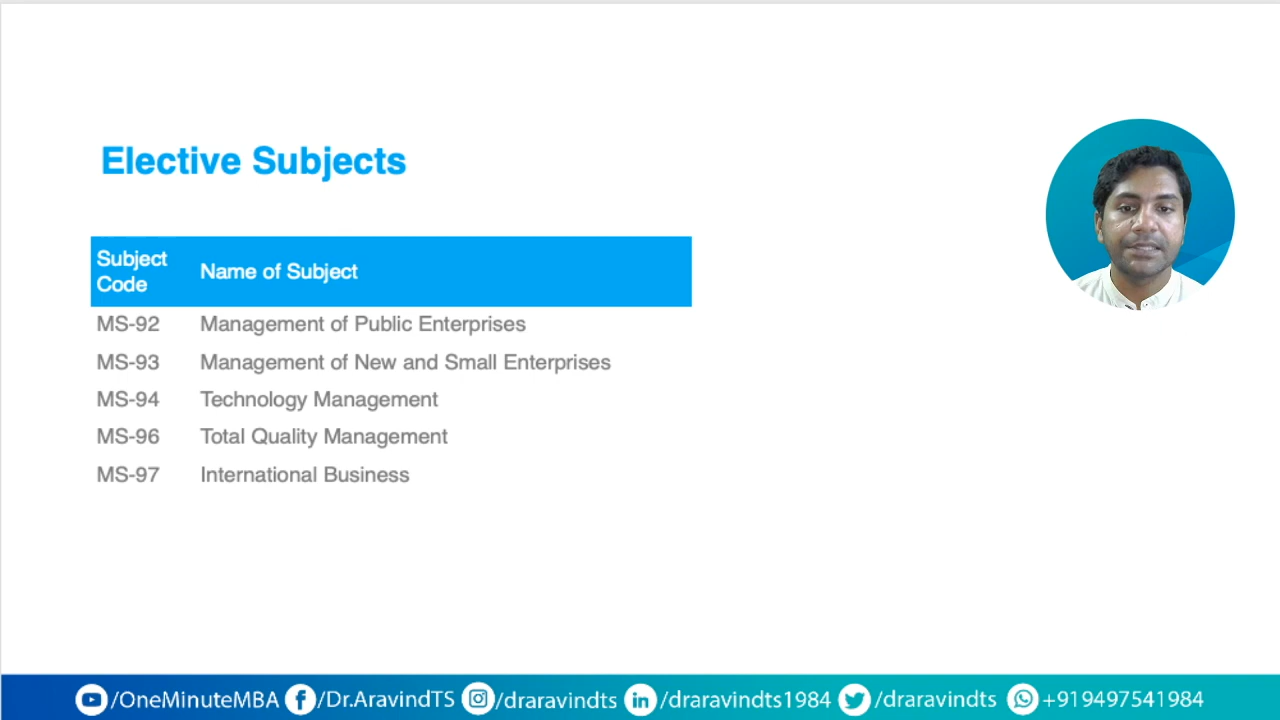 Elective Subjects
Subject Code Name of Subject
MS-92 Management of Public Enterprises
MS-93 Management of New and Small Enterprises
MS-94 Technology Management
MS-96 Total Quality Management
MS-97 International Business
/OneMinuteMBA /Dr.AravindTS /draravindts /draravindts1984 /draravindts +919497541984